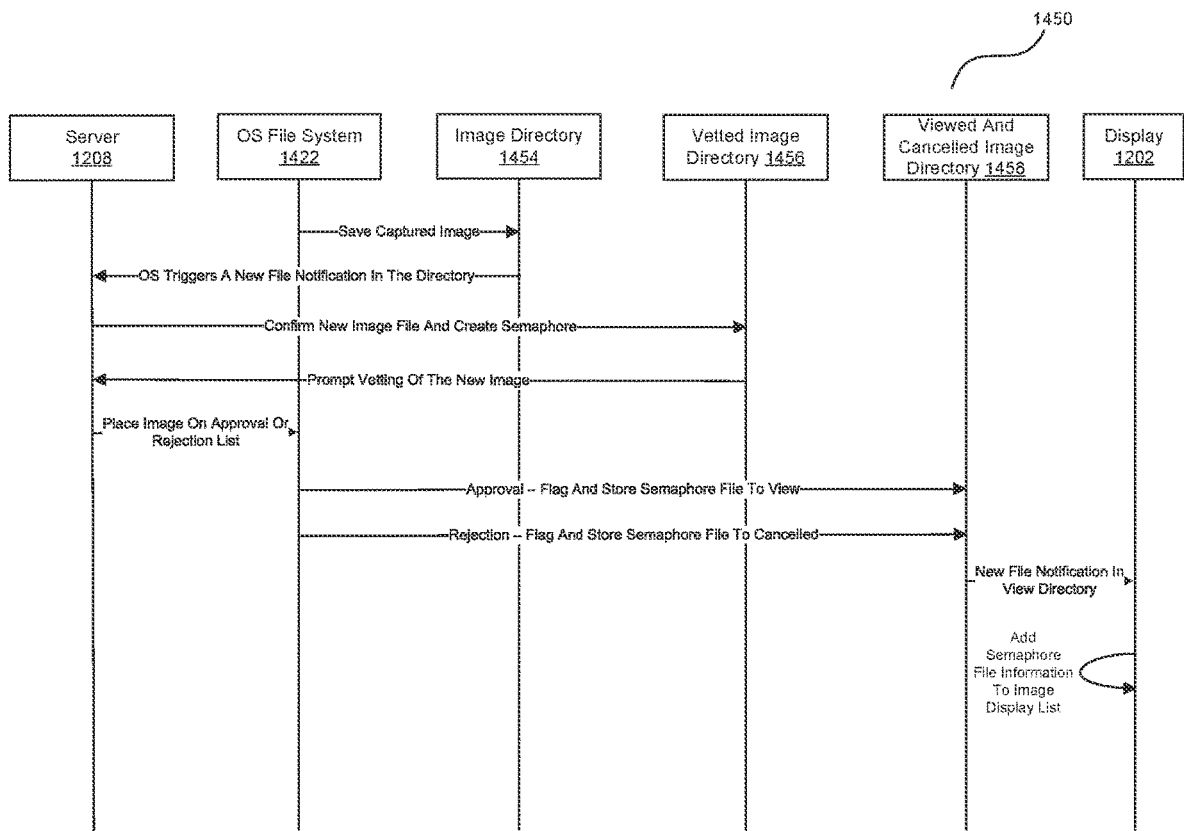 1450
Server
1208
OS File System
1422
Image Directory
1454
Vetted Image
Directory 1456
Viewed And
Cancelled Image
Directory 1458
Display
1202
Save Captured Image
OS Triggers A New File Notification In The Directory
Confirm New Image File And Create Semaphore
Prompt Vetting Of The New Image
Place Image On Approval Or
Rejection List
Approval -- Flag And Store Semaphore File To View
Rejection -- Flag And Store Semaphore File To Cancelled
New File Notification In
View Directory
Add
Semaphore
File Information
To Image
Display List